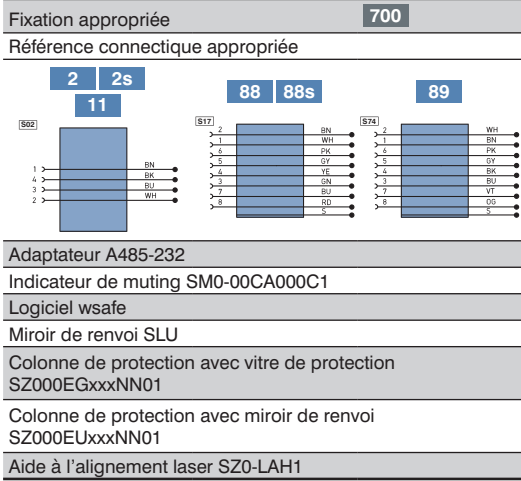 Fixation appropriée 700
Référence connectique appropriée
2 2s
11
S02
1 BN
4 BK
3 BU
2 WH
88 88s
S17
2 BN
1 WH
6 PK
5 GY
4 YE
3 GN
7 BU
8 RD
S
89
S74
2 WH
1 BN
6 PK
5 GY
4 BK
3 BU
7 VT
8 OG
S
Adaptateur A485-232
Indicateur de muting SM0-00CA000C1
Logiciel wsafe
Miroir de renvoi SLU
Colonne de protection avec vitre de protection
SZ000EGxxxNN01
Colonne de protection avec miroir de renvoi
SZ000EUxxxNN01
Aide à l'alignement laser SZ0-LAH1